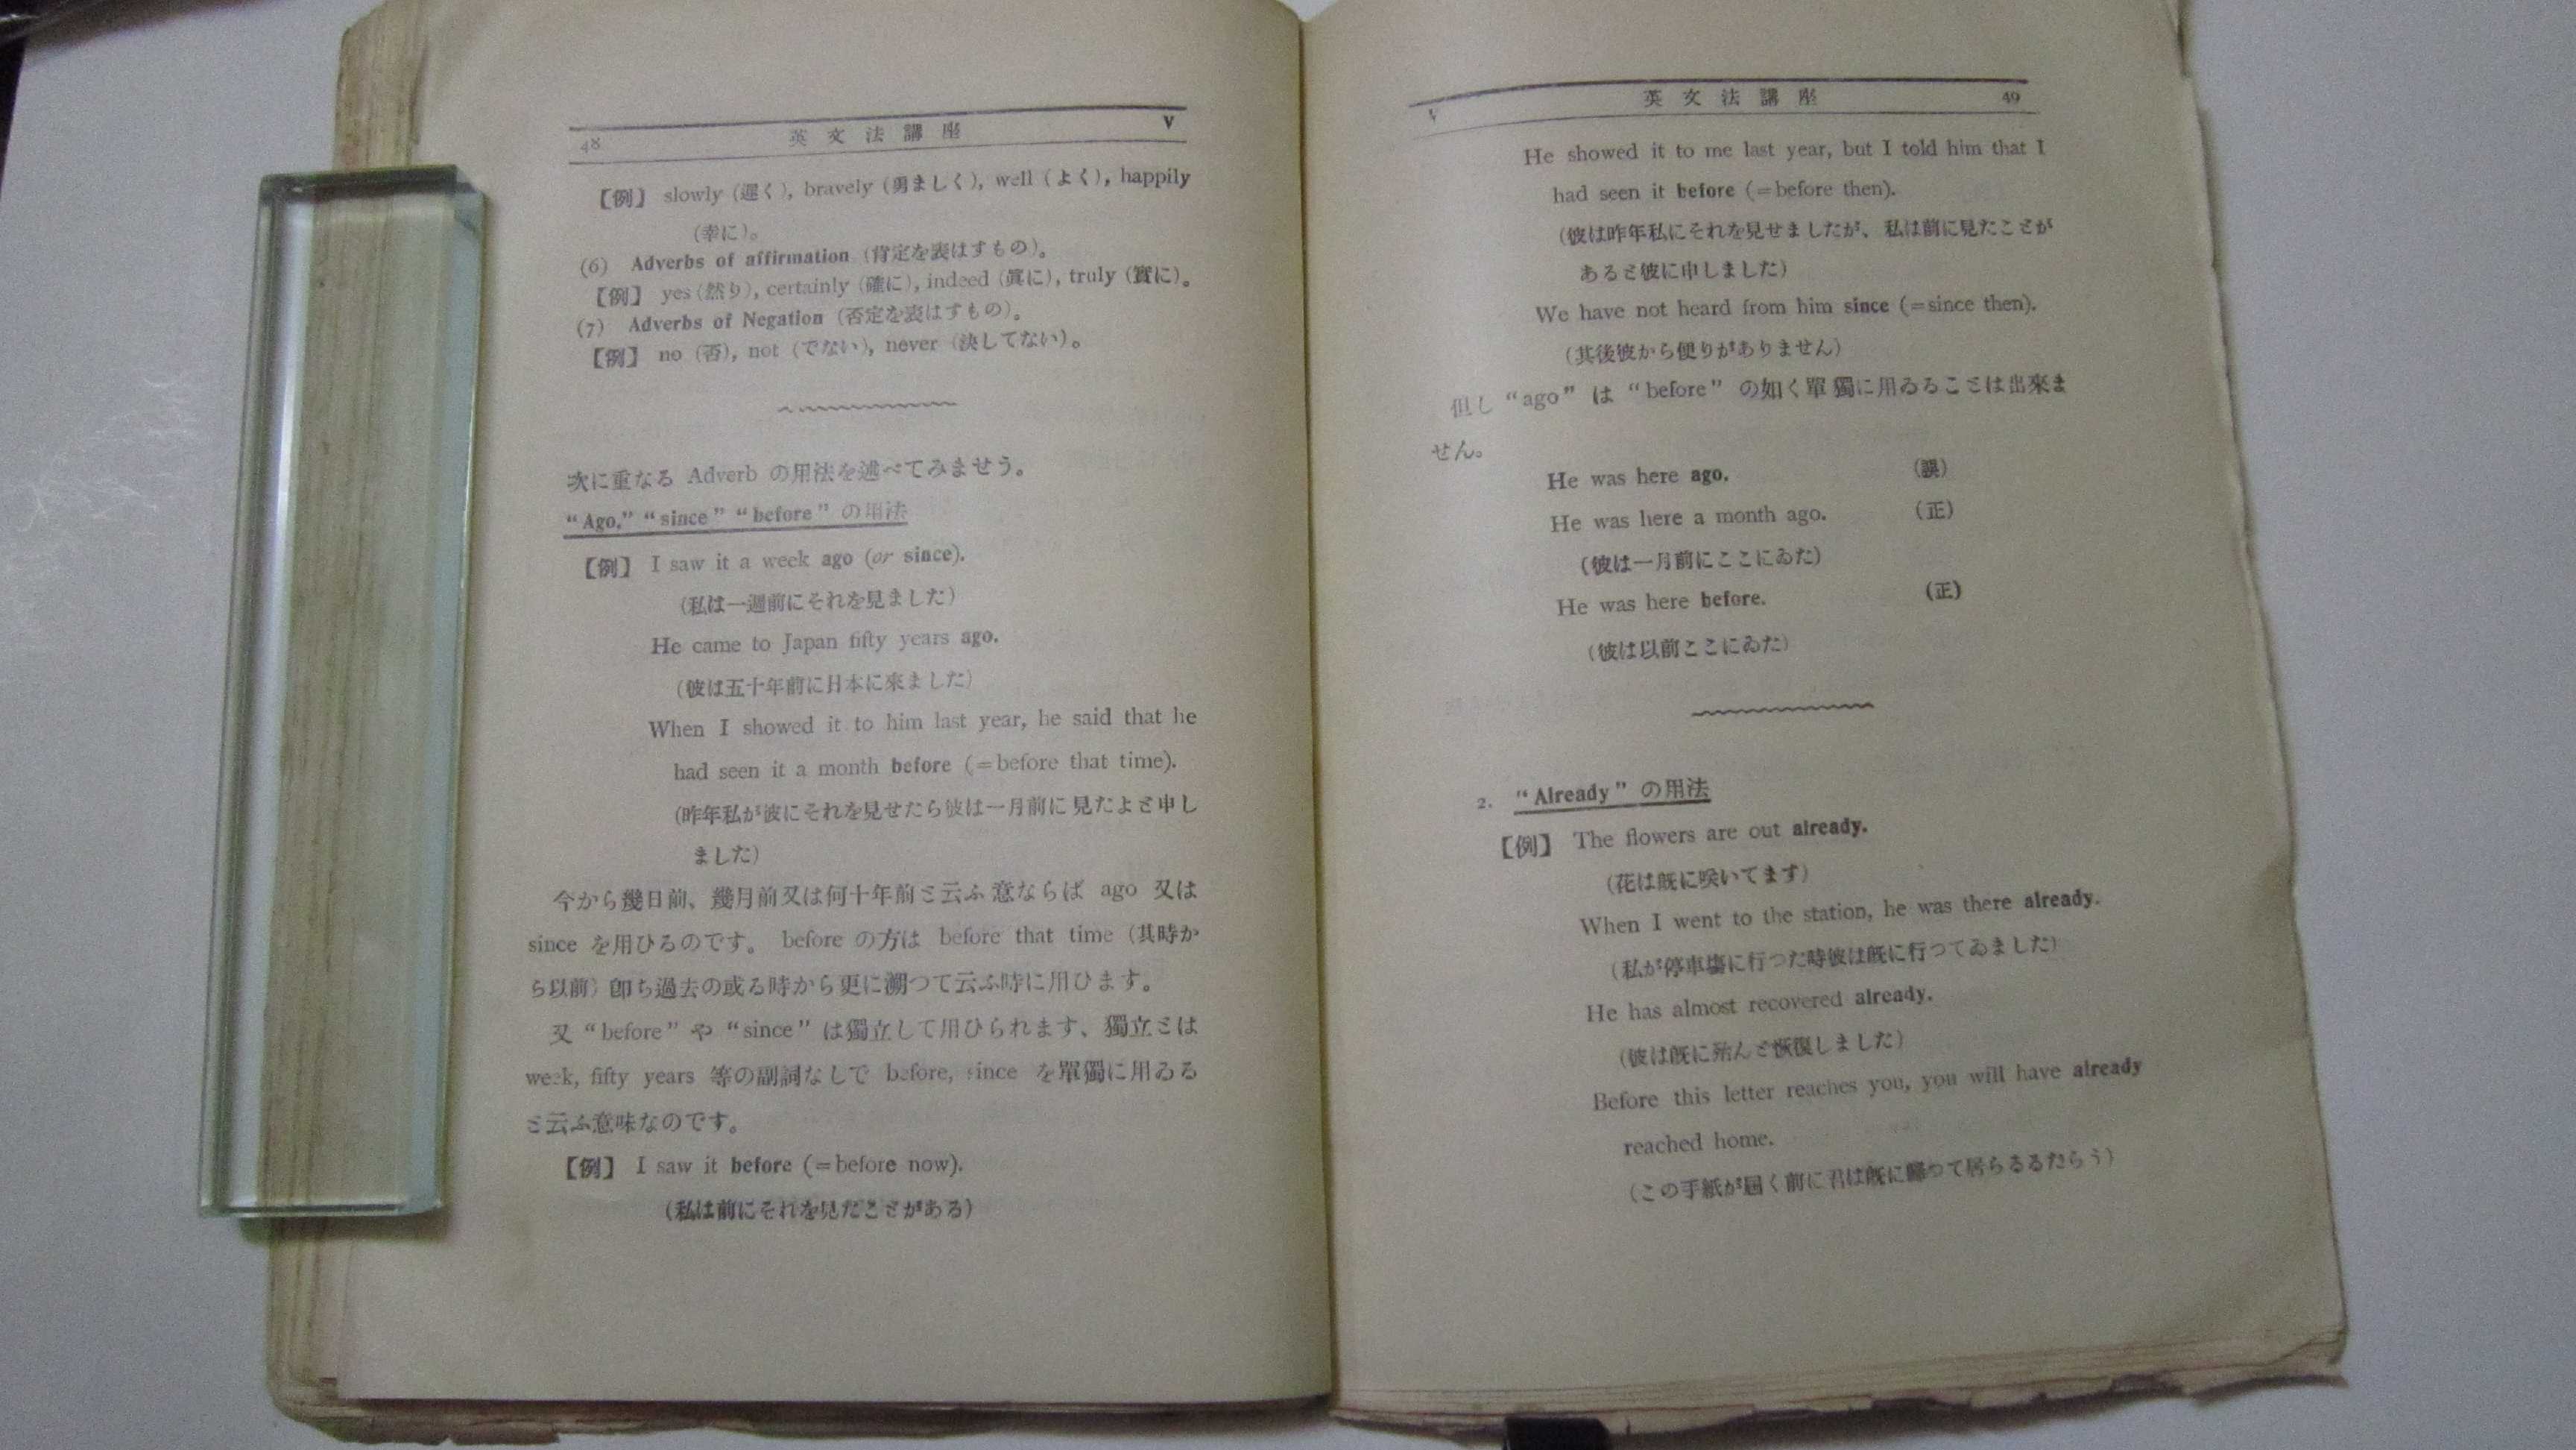 48 英文法講座 V
【例】 slowly (遲く), bravely (勇ましく), well (よく), happily
(幸に)。
(6) Adverbs of affirmation (肯定を表はすもの)。
【例】 yes (然り), certainly (確に), indeed (眞に), truly (實に)。
(7) Adverbs of Negation (否定を表はすもの)。
【例】 no (否), not (でない), never (決してない)。
次に重なる Adverb の用法を述べてみませう。
“Ago,” “since” “before” の用法
【例】 I saw it a week ago (or since).
(私は一週前にそれを見ました)
He came to Japan fifty years ago.
(彼は五十年前に日本に來ました)
When I showed it to him last year, he said that he
had seen it a month before (=before that time).
(昨年私が彼にそれを見せたら彼は一月前に見たよと申し
ました)
今から幾日前、幾月前又は何十年前と云ふ意ならば ago 又は
since を用ひるのです。 before の方は before that time (其時か
ら以前) 卽ち過去の或る時から更に溯つて云ふ時に用ひます。
又 “before” や “since” は獨立して用ひられます、獨立とは
week, fifty years 等の副詞なしで before, since を單獨に用ゐる
と云ふ意味なのです。
【例】 I saw it before (=before now).
(私は前にそれを見たことがある)
V 英文法講座 49
He showed it to me last year, but I told him that I
had seen it before (=before then).
(彼は昨年私にそれを見せましたが、私は前に見たことが
あると彼に申しました)
We have not heard from him since (=since then).
(其後彼から便りがありません)
但し “ago” は “before” の如く單獨に用ゐることは出來ま
せん。
He was here ago. (誤)
He was here a month ago. (正)
(彼は一月前にここにゐた)
He was here before. (正)
(彼は以前ここにゐた)
2. “Already” の用法
【例】 The flowers are out already.
(花は既に咲いてます)
When I went to the station, he was there already.
(私が停車場に行つた時彼は既に行つてゐました)
He has almost recovered already.
(彼は既に殆んど恢復しました)
Before this letter reaches you, you will have already
reached home.
(この手紙が屆く前に君は既に歸つて居らるるだらう)